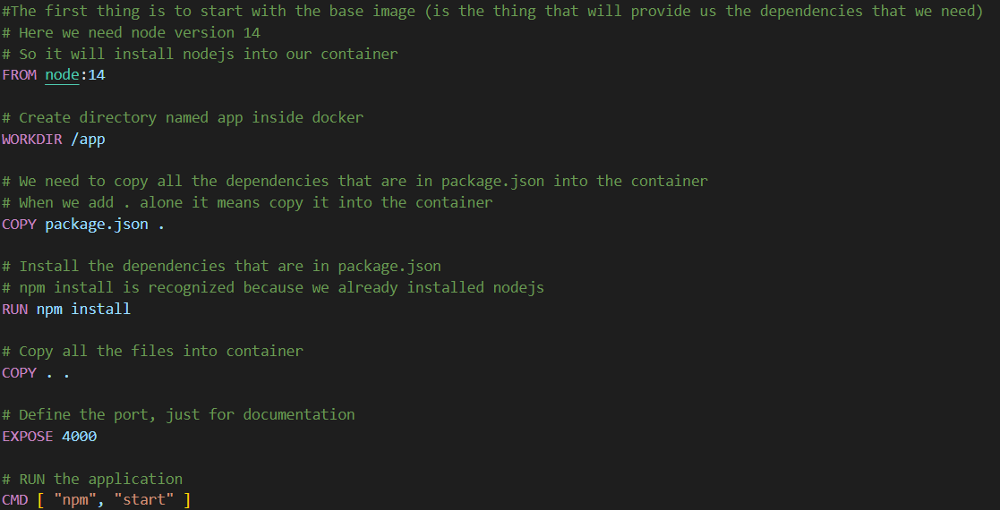 #The first thing is to start with the base image (is the thing that will provide us the dependencies that we need)
# Here we need node version 14
# So it will install nodejs into our container
FROM node:14
# Create directory named app inside docker
WORKDIR /app
# We need to copy all the dependencies that are in package.json into the container
# When we add . alone it means copy it into the container
COPY package.json .
# Install the dependencies that are in package.json
# npm install is recognized because we already installed nodejs
RUN npm install
# Copy all the files into container
COPY . .
# Define the port, just for documentation
EXPOSE 4000
# RUN the application
CMD [ "npm", "start" ]